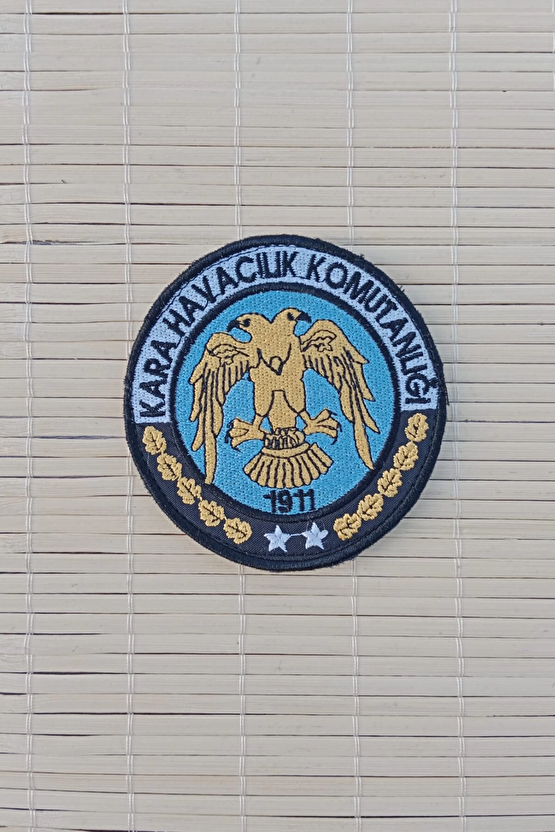 KARA HAVACILIK KOMUTANLIĞI
1911